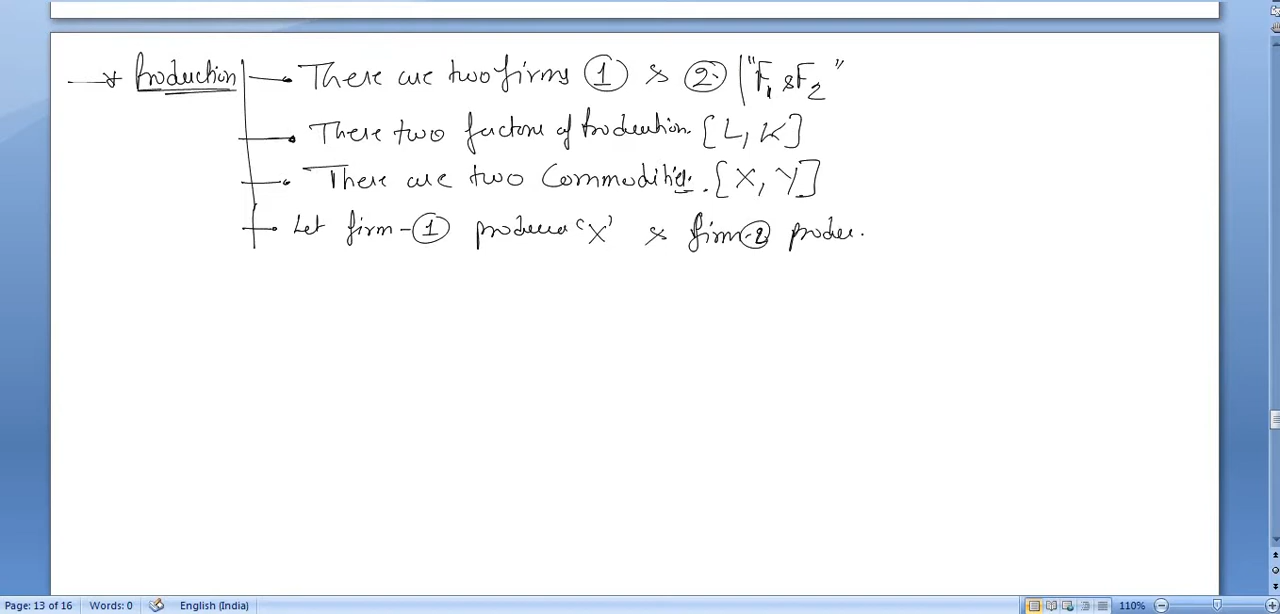 → Production — There are two firms ① & ② | "F₁ & F₂"
There two factors of Production. [L, K]
There are two Commodities. [X, Y]
Let firm-① produces 'X' & firm-② produc.
Page: 13 of 16 Words: 0 English (India) 110%